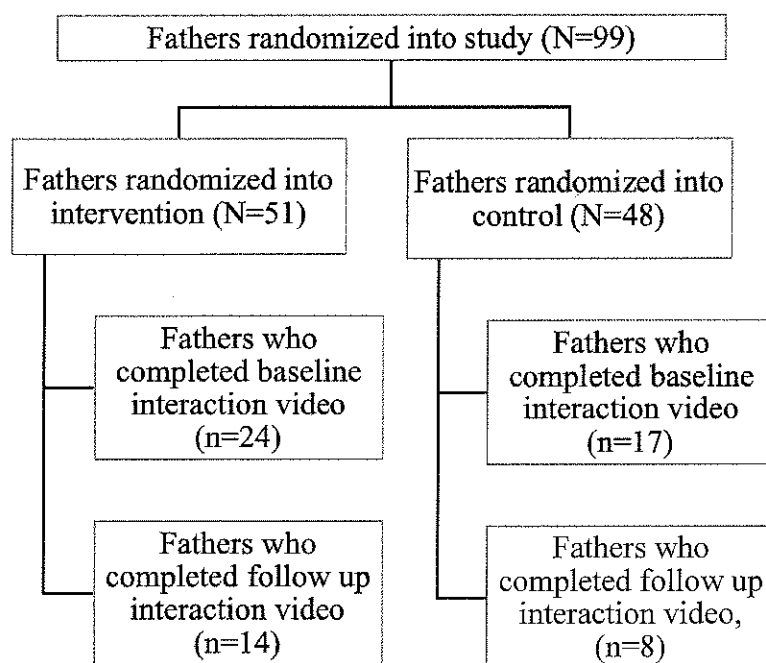 Fathers randomized into study (N=99)
Fathers randomized into
intervention (N=51)
Fathers randomized into
control (N=48)
Fathers who
completed baseline
interaction video
(n=24)
Fathers who
completed baseline
interaction video
(n=17)
Fathers who
completed follow up
interaction video
(n=14)
Fathers who
completed follow up
interaction video,
(n=8)